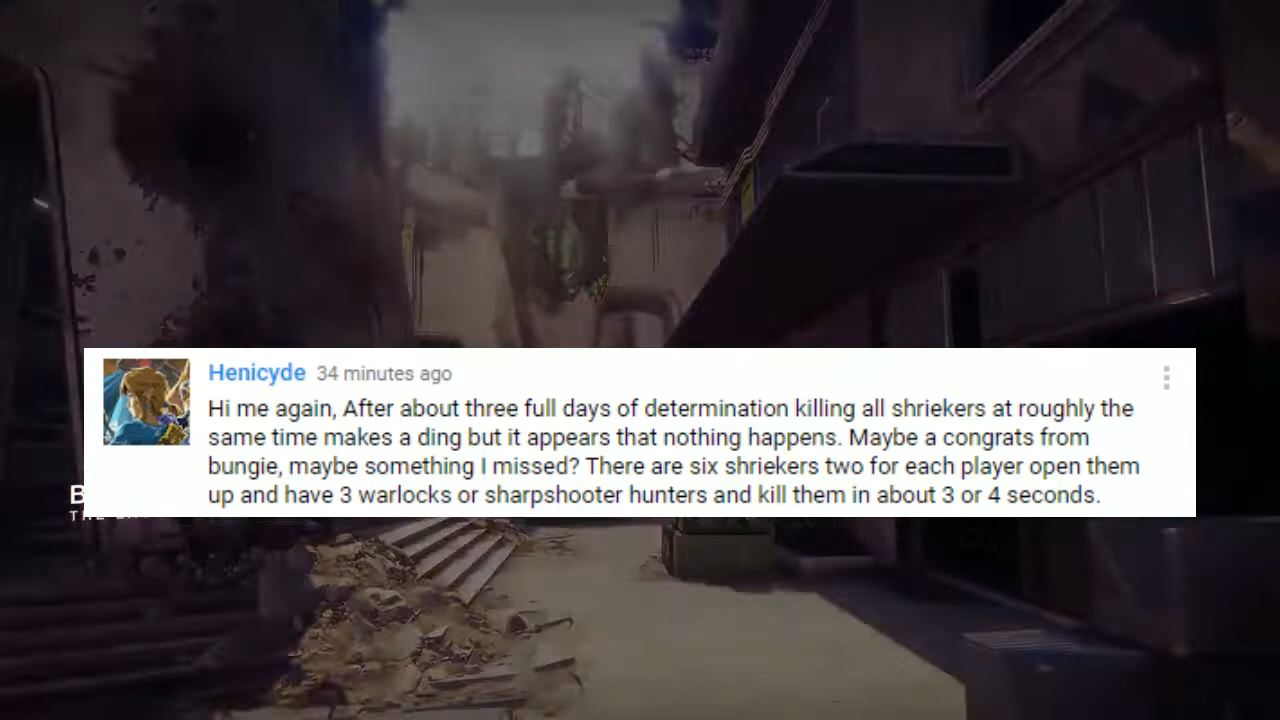 Henicyde 34 minutes ago
Hi me again, After about three full days of determination killing all shriekers at roughly the
same time makes a ding but it appears that nothing happens. Maybe a congrats from
bungie, maybe something I missed? There are six shriekers two for each player open them
up and have 3 warlocks or sharpshooter hunters and kill them in about 3 or 4 seconds.